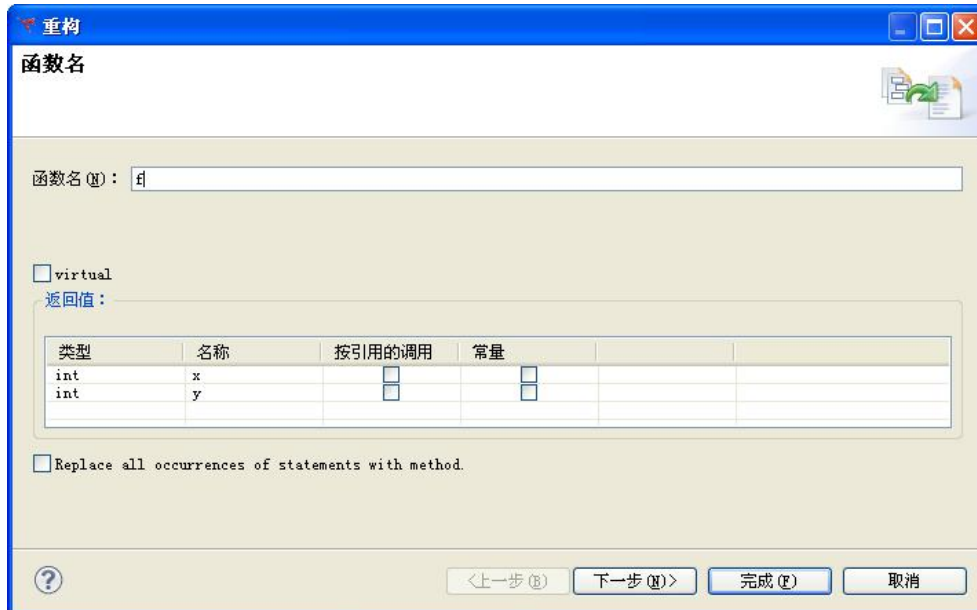 重构
函数名
函数名(N)： f
virtual
返回值：
类型 名称 按引用的调用 常量
int x
int y
Replace all occurrences of statements with method.
<上一步(B) 下一步(N)> 完成(F) 取消